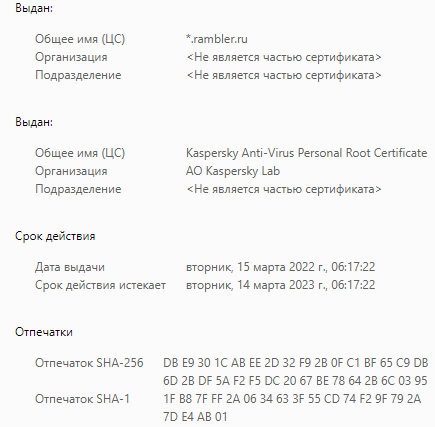 Выдан:
Общее имя (ЦС) *.rambler.ru
Организация <Не является частью сертификата>
Подразделение <Не является частью сертификата>
Выдан:
Общее имя (ЦС) Kaspersky Anti-Virus Personal Root Certificate
Организация AO Kaspersky Lab
Подразделение <Не является частью сертификата>
Срок действия
Дата выдачи вторник, 15 марта 2022 г., 06:17:22
Срок действия истекает вторник, 14 марта 2023 г., 06:17:22
Отпечатки
Отпечаток SHA-256 DB E9 30 1C AB EE 2D 32 F9 2B 0F C1 BF 65 C9 DB
6D 2B DF 5A F2 F5 DC 20 67 BE 78 64 2B 6C 03 95
Отпечаток SHA-1 1F B8 7F FF 2A 06 34 63 3F 55 CD 74 F2 9F 79 2A
7D E4 AB 01